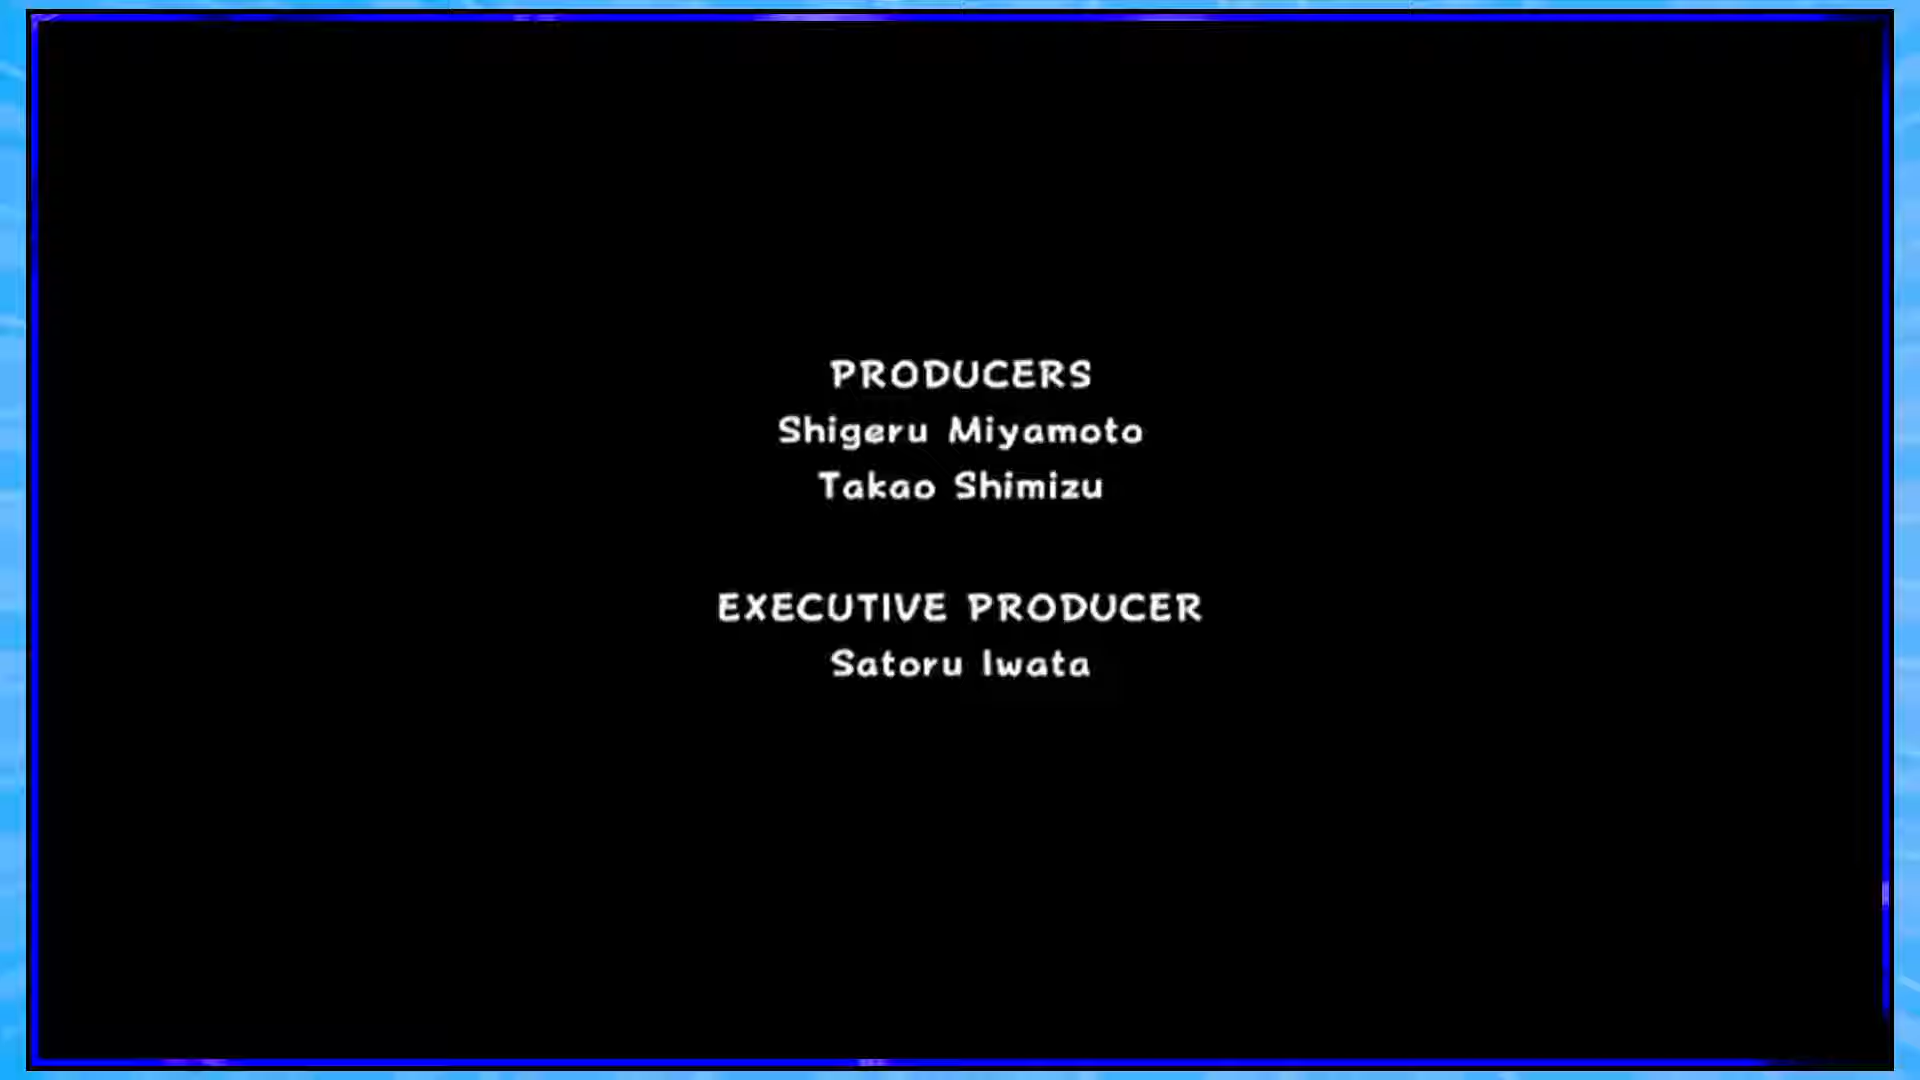 PRODUCERS
Shigeru Miyamoto
Takao Shimizu
EXECUTIVE PRODUCER
Satoru Iwata